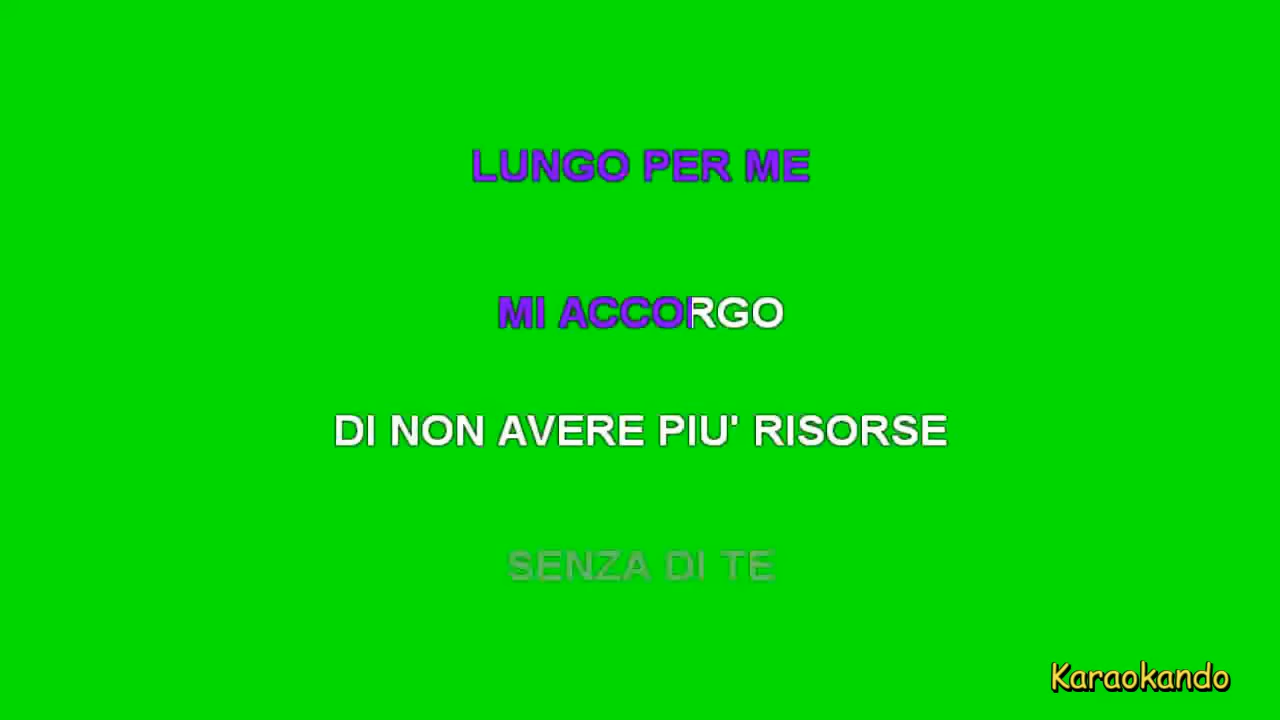 LUNGO PER ME
MI ACCORGO
DI NON AVERE PIU' RISORSE
SENZA DI TE
Karaokando